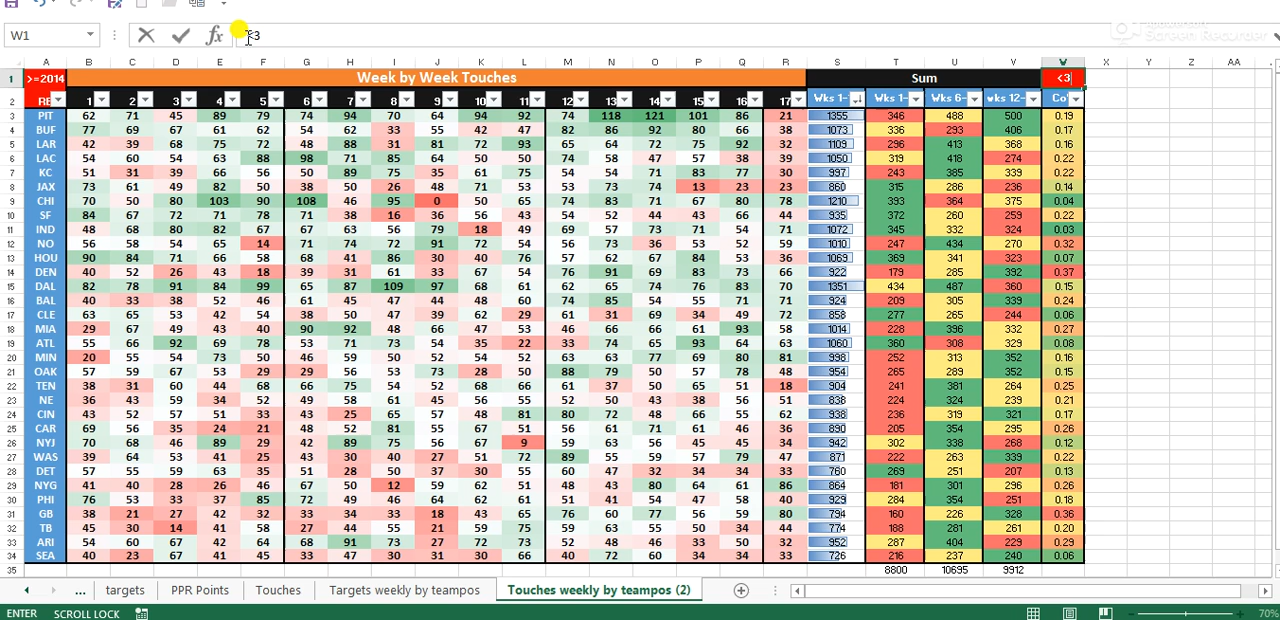 W1 fx <3
A B C D E F G H I J K L M N O P Q R S T U V W X Y Z AA
1 >=2014 Week by Week Touches Sum <3
2 RE 1 2 3 4 5 6 7 8 9 10 11 12 13 14 15 16 17 Wks 1- Wks 1- Wks 6- wks 12- Co
3 PIT 62 71 45 89 79 74 94 70 64 94 92 74 118 121 101 86 21 1355 346 488 500 0.19
4 BUF 77 69 67 61 62 54 62 33 55 42 47 82 86 92 80 66 38 1073 336 293 406 0.17
5 LAR 42 39 68 75 72 48 88 31 81 72 93 65 64 72 75 92 32 1109 296 413 368 0.16
6 LAC 54 60 54 63 88 98 71 85 64 50 50 74 58 47 57 38 39 1050 319 418 274 0.22
7 KC 51 31 39 66 56 50 89 75 35 61 75 54 54 71 83 77 30 997 243 385 339 0.22
8 JAX 73 61 49 82 50 38 50 26 48 71 53 53 73 74 13 23 23 860 315 286 236 0.14
9 CHI 70 50 80 103 90 108 46 95 0 50 65 74 83 71 67 80 78 1210 393 364 375 0.04
10 SF 84 67 72 71 78 71 38 16 36 56 43 54 52 44 43 66 44 935 372 260 259 0.22
11 IND 48 68 80 82 67 67 63 56 79 18 49 69 57 73 71 54 71 1072 345 332 324 0.03
12 NO 56 58 54 65 14 71 74 72 91 72 54 56 73 36 53 52 59 1010 247 434 270 0.32
13 HOU 90 84 71 66 58 68 41 86 30 40 76 57 62 67 84 53 36 1069 369 341 323 0.07
14 DEN 40 52 26 43 18 39 31 61 33 67 54 76 91 69 83 73 66 922 179 285 392 0.37
15 DAL 82 78 91 84 99 65 87 109 97 68 61 62 65 74 76 83 70 1351 434 487 360 0.15
16 BAL 40 33 38 52 46 61 45 47 44 48 60 74 85 54 55 71 71 924 209 305 339 0.24
17 CLE 63 65 53 42 54 38 50 47 39 62 29 61 31 69 34 49 72 858 277 265 244 0.06
18 MIA 29 67 49 43 40 90 92 48 66 47 53 46 66 66 61 93 58 1014 228 396 332 0.27
19 ATL 55 66 92 69 78 53 71 73 54 35 22 33 74 65 93 64 63 1060 360 308 329 0.08
20 MIN 20 55 54 73 50 46 59 50 52 54 52 63 63 77 69 80 81 998 252 313 352 0.16
21 OAK 57 59 67 53 29 29 56 53 73 28 50 88 79 50 57 78 48 954 265 289 352 0.15
22 TEN 38 31 60 44 68 66 75 54 52 68 66 61 37 50 65 51 18 904 241 381 264 0.25
23 NE 36 43 59 34 52 49 58 61 45 56 55 52 50 43 38 56 51 838 224 324 239 0.21
24 CIN 43 52 57 51 33 43 25 65 57 48 81 80 72 48 66 55 62 938 236 319 321 0.17
25 CAR 69 56 35 24 21 48 32 81 55 67 51 56 61 71 61 46 36 890 205 354 295 0.26
26 NYJ 70 68 46 89 29 42 89 75 56 67 9 59 63 56 45 45 34 942 302 338 268 0.12
27 WAS 39 64 53 41 25 43 30 40 27 51 72 89 55 59 57 79 47 871 222 263 339 0.22
28 DET 57 55 59 63 35 51 28 50 37 30 55 60 47 32 34 34 33 760 269 251 207 0.13
29 NYG 41 40 28 26 46 67 50 12 59 62 51 48 43 80 64 61 86 864 181 301 296 0.26
30 PHI 76 53 33 37 85 72 49 46 64 62 61 51 41 54 47 58 40 929 284 354 251 0.18
31 GB 38 21 27 42 32 33 34 33 18 43 65 76 60 77 56 59 80 794 160 226 328 0.36
32 TB 45 30 14 41 58 27 44 55 21 59 75 59 63 55 50 34 44 774 188 281 261 0.20
33 ARI 54 60 67 42 64 68 91 73 27 72 73 52 48 46 33 50 32 952 287 404 229 0.29
34 SEA 40 23 67 41 45 33 47 30 31 30 66 40 72 60 34 34 33 726 216 237 240 0.06
35 8800 10695 9912
... targets PPR Points Touches Targets weekly by teampos Touches weekly by teampos (2)
ENTER SCROLL LOCK 70%